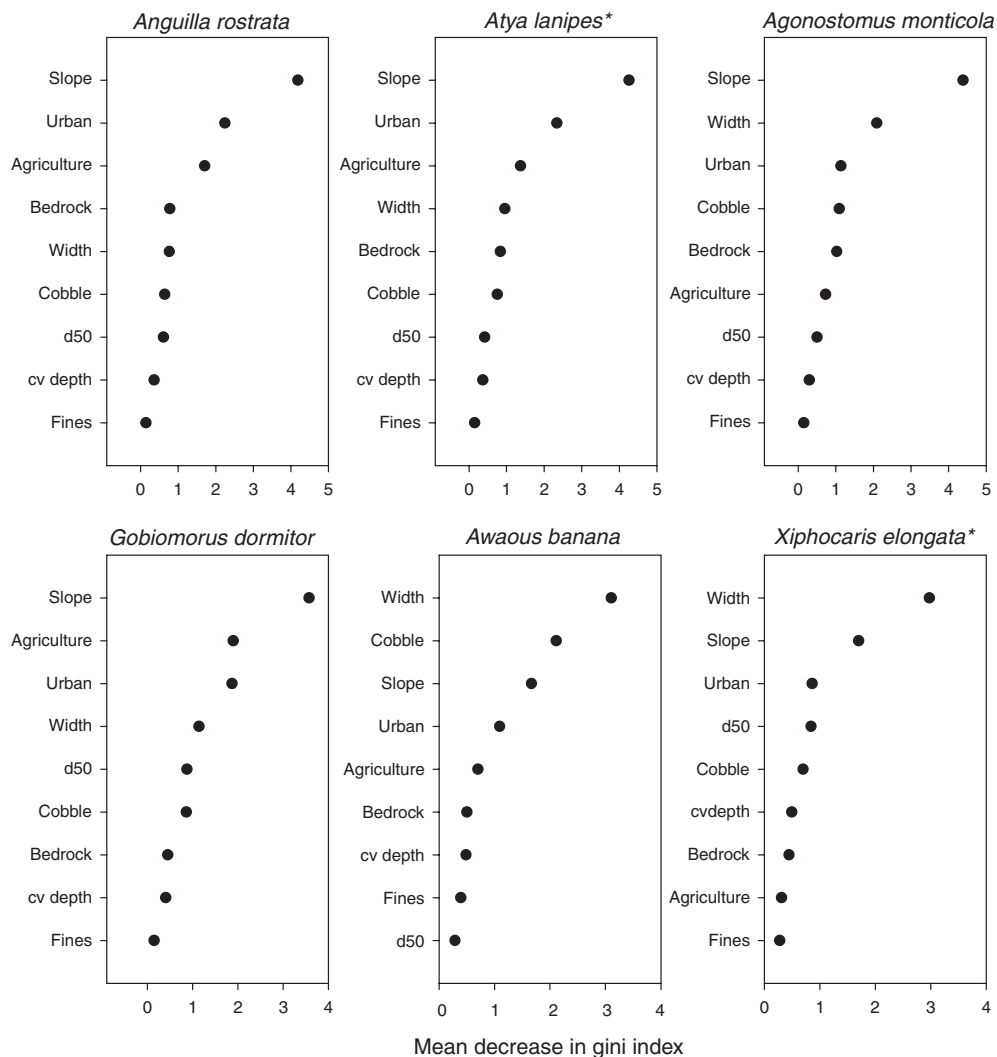 Anguilla rostrata
Slope
Urban
Agriculture
Bedrock
Width
Cobble
d50
cv depth
Fines
0 1 2 3 4 5
Atya lanipes*
Slope
Urban
Agriculture
Width
Bedrock
Cobble
d50
cv depth
Fines
0 1 2 3 4 5
Agonostomus monticola
Slope
Width
Urban
Cobble
Bedrock
Agriculture
d50
cv depth
Fines
0 1 2 3 4 5
Gobiomorus dormitor
Slope
Agriculture
Urban
Width
d50
Cobble
Bedrock
cv depth
Fines
0 1 2 3 4
Awaous banana
Width
Cobble
Slope
Urban
Agriculture
Bedrock
cv depth
Fines
d50
0 1 2 3 4
Xiphocaris elongata*
Width
Slope
Urban
d50
Cobble
cvdepth
Bedrock
Agriculture
Fines
0 1 2 3 4
Mean decrease in gini index